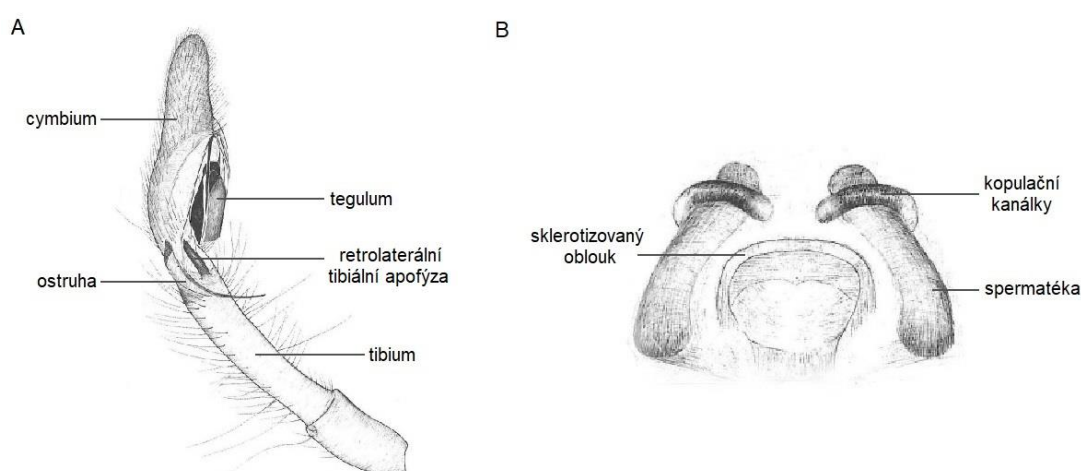 A
cymbium
tegulum
retrolaterální
tibiální apofýza
ostruha
tibium
B
kopulační
kanálky
sklerotizovaný
oblouk
spermatéka